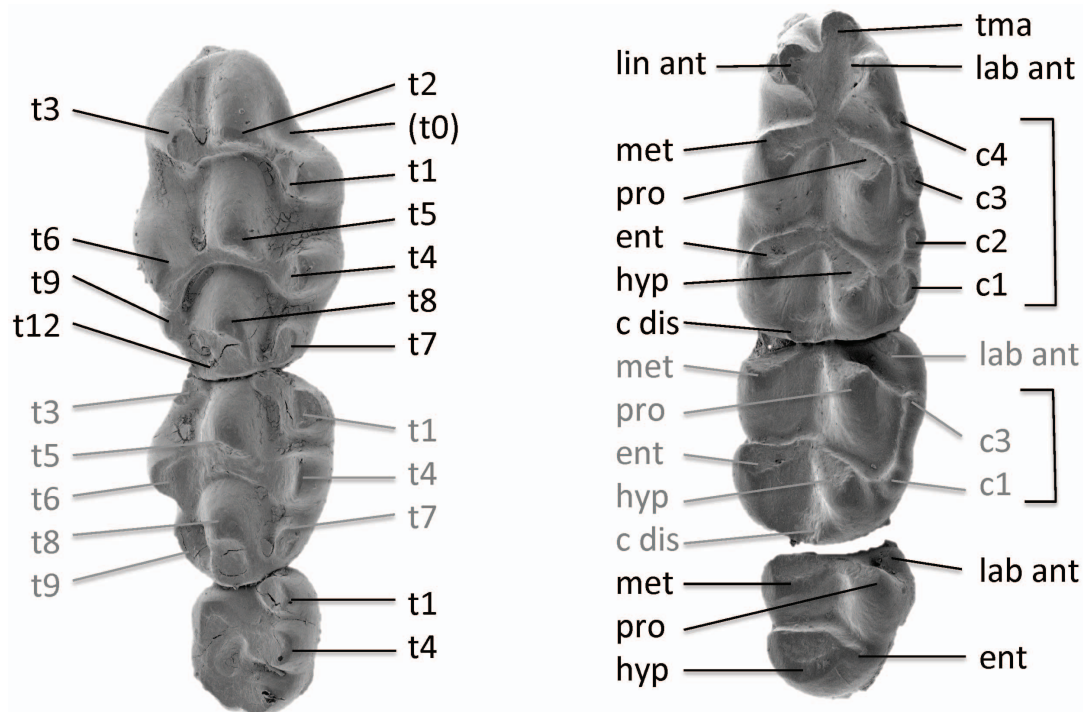 t3
t6
t9
t12
t3
t5
t6
t8
t9
t2
(t0)
t1
t5
t4
t8
t7
t1
t4
t7
t1
t4
lin ant
met
pro
ent
hyp
c dis
met
pro
ent
hyp
c dis
met
pro
hyp
tma
lab ant
c4
c3
c2
c1
lab ant
c3
c1
lab ant
ent